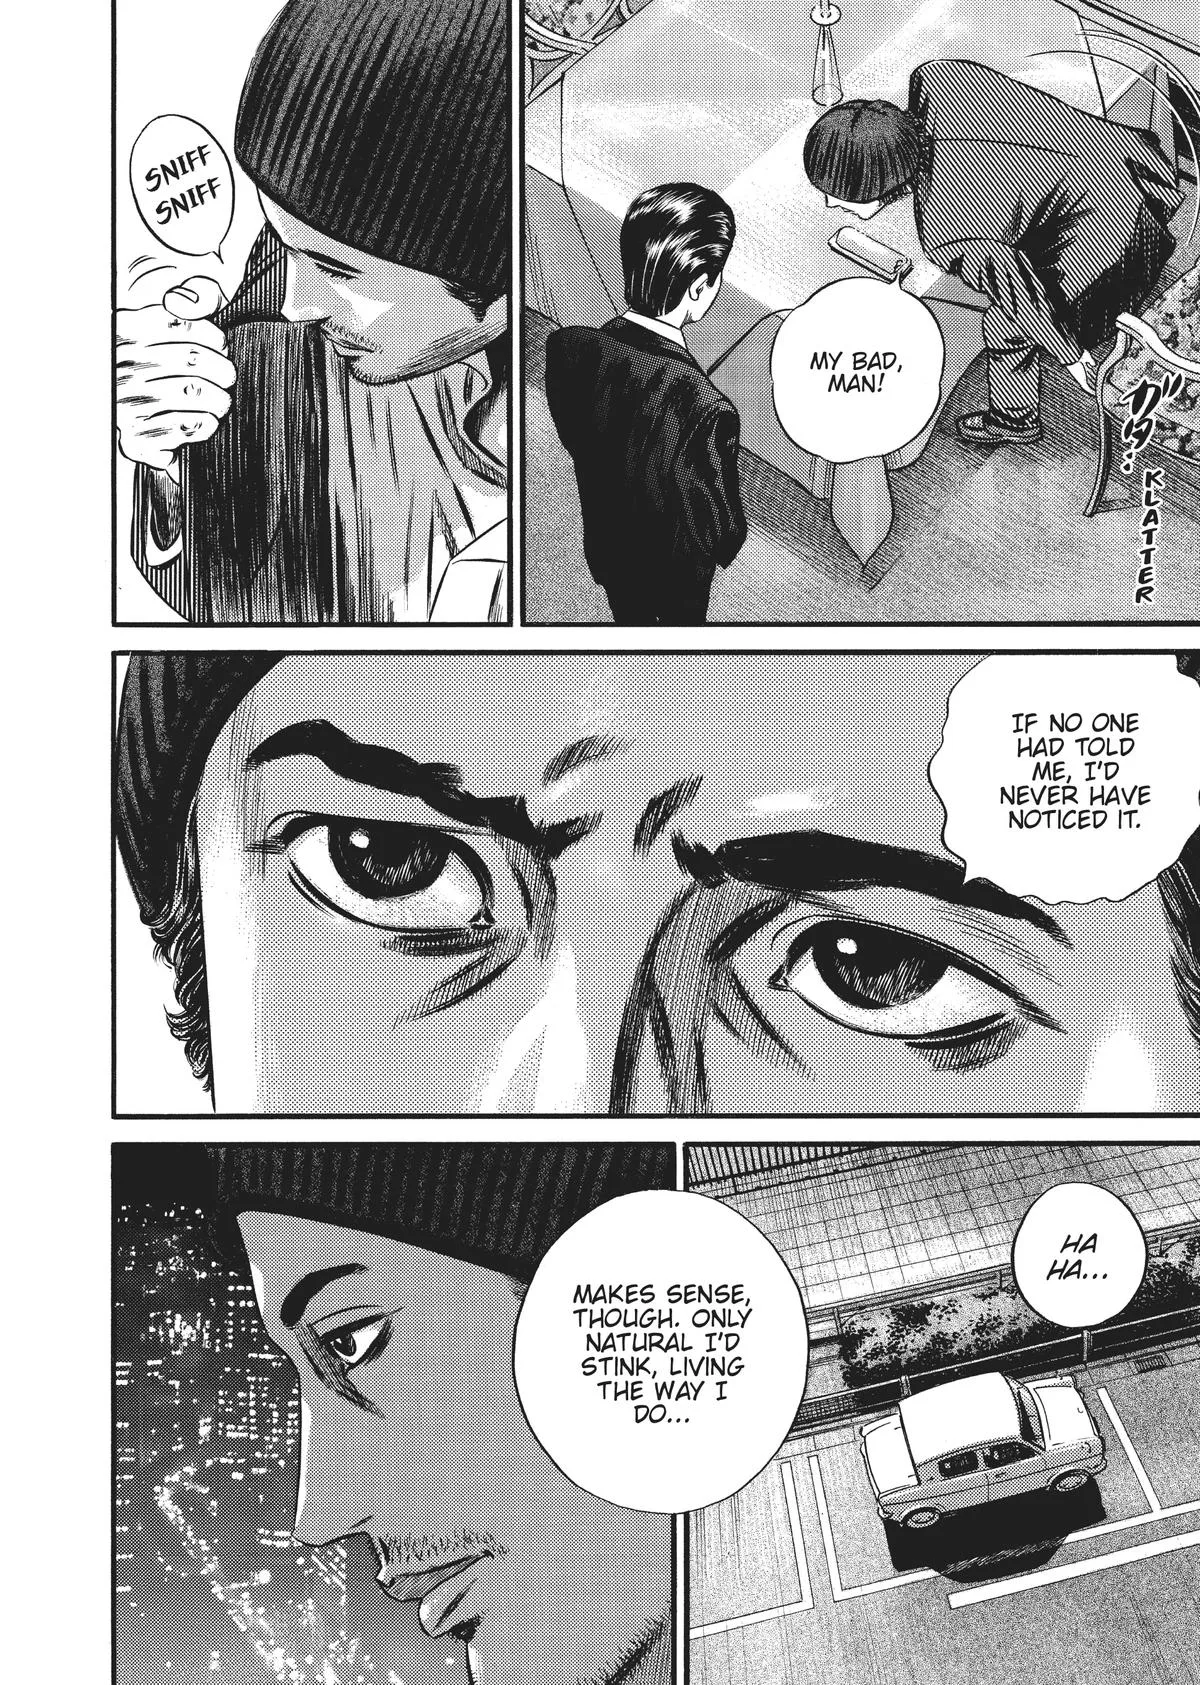 MY BAD,
MAN!
ガタ…
KLATTER
SNIFF
SNIFF
IF NO ONE
HAD TOLD
ME, I'D
NEVER HAVE
NOTICED IT.
HA
HA...
MAKES SENSE,
THOUGH. ONLY
NATURAL I'D
STINK, LIVING
THE WAY I
DO...